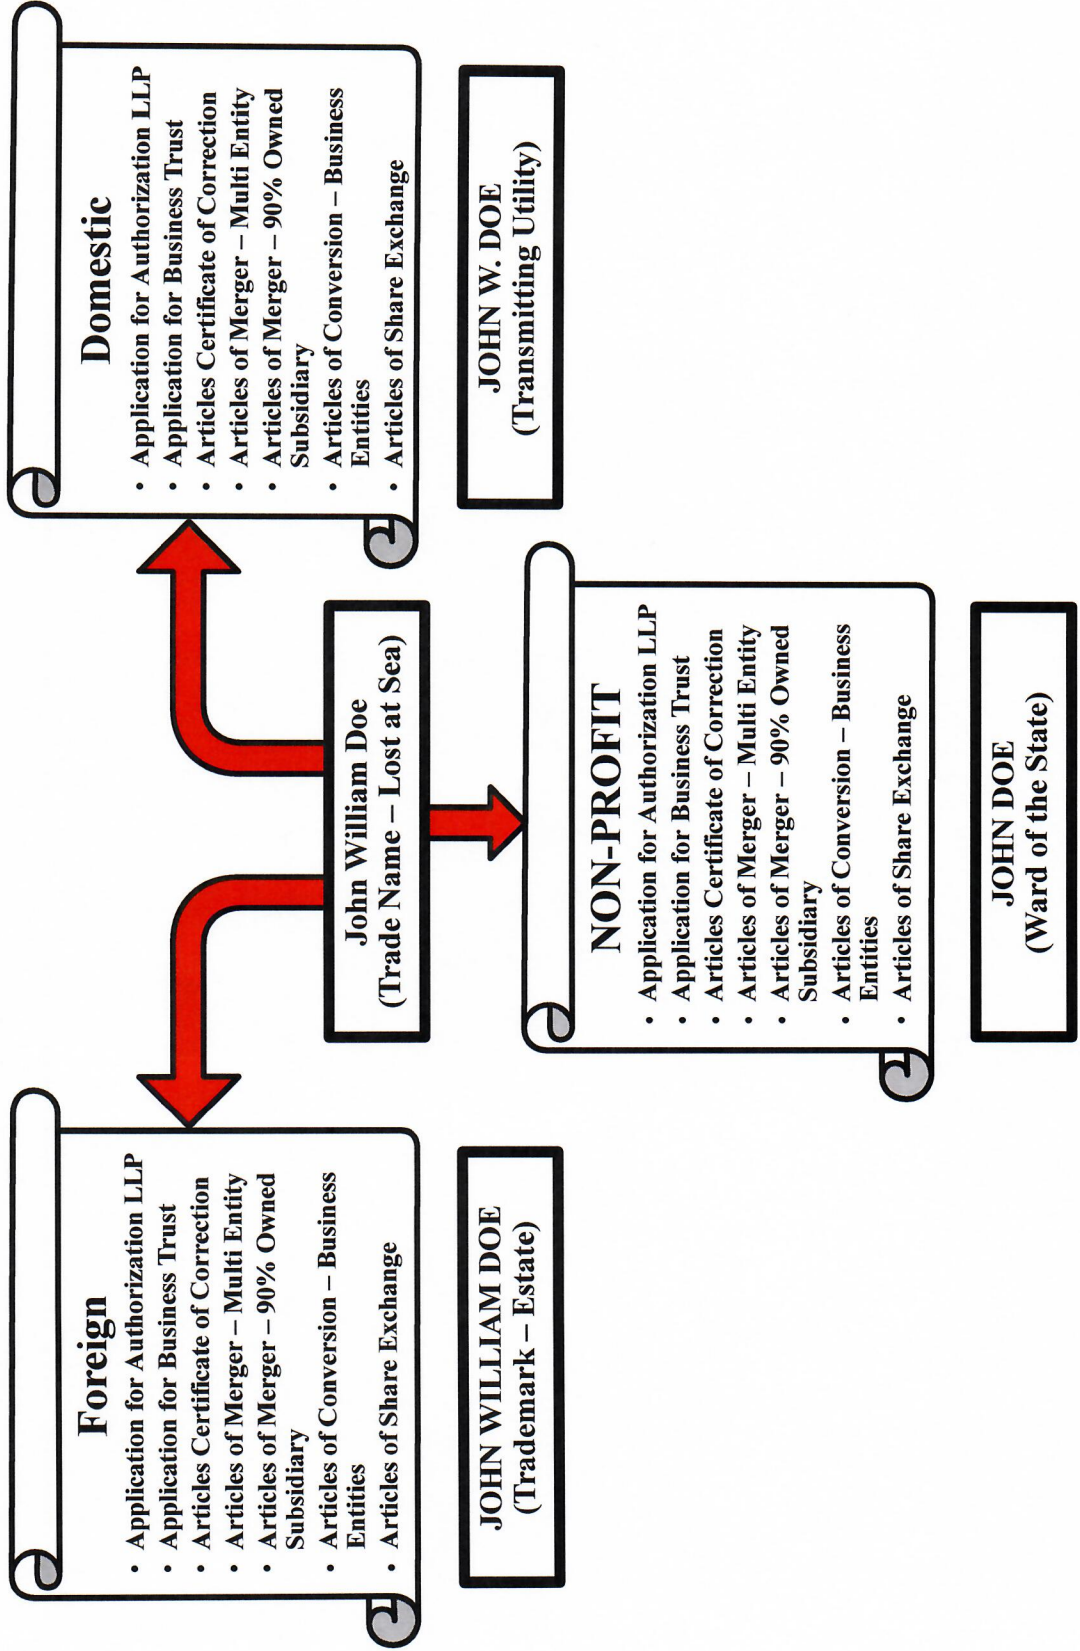 Foreign
• Application for Authorization LLP
• Application for Business Trust
• Articles Certificate of Correction
• Articles of Merger – Multi Entity
• Articles of Merger – 90% Owned
Subsidiary
• Articles of Conversion – Business
Entities
• Articles of Share Exchange
JOHN WILLIAM DOE
(Trademark – Estate)
John William Doe
(Trade Name – Lost at Sea)
NON-PROFIT
• Application for Authorization LLP
• Application for Business Trust
• Articles Certificate of Correction
• Articles of Merger – Multi Entity
• Articles of Merger – 90% Owned
Subsidiary
• Articles of Conversion – Business
Entities
• Articles of Share Exchange
JOHN DOE
(Ward of the State)
Domestic
• Application for Authorization LLP
• Application for Business Trust
• Articles Certificate of Correction
• Articles of Merger – Multi Entity
• Articles of Merger – 90% Owned
Subsidiary
• Articles of Conversion – Business
Entities
• Articles of Share Exchange
JOHN W. DOE
(Transmitting Utility)